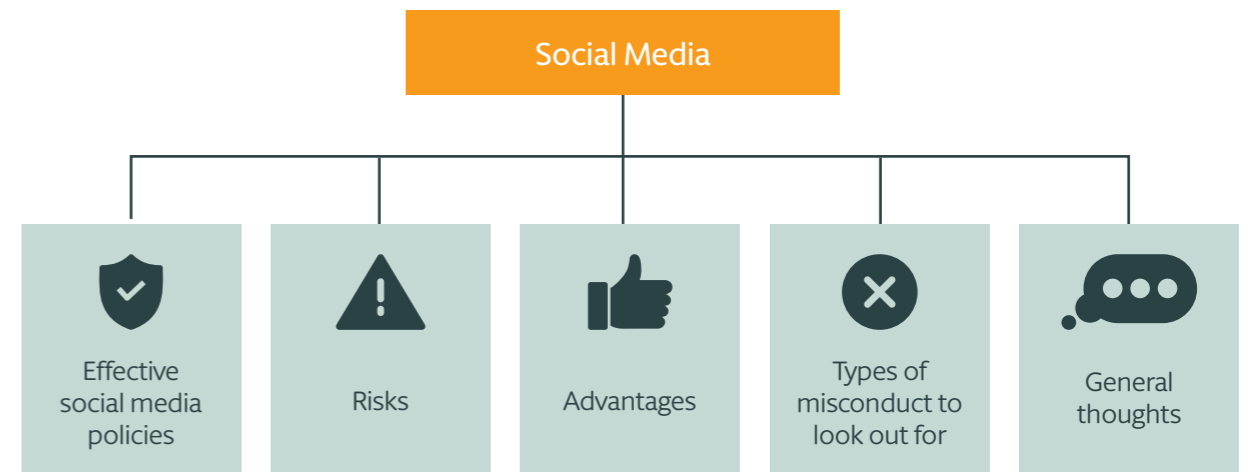 Social Media
Effective
social media
policies
Risks
Advantages
Types of
misconduct to
look out for
General
thoughts